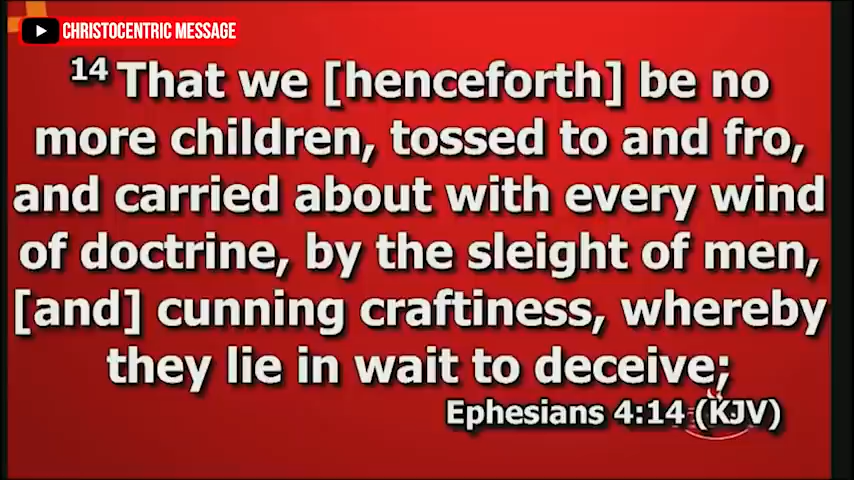 CHRISTOCENTRIC MESSAGE
14 That we [henceforth] be no
more children, tossed to and fro,
and carried about with every wind
of doctrine, by the sleight of men,
[and] cunning craftiness, whereby
they lie in wait to deceive;
Ephesians 4:14 (KJV)